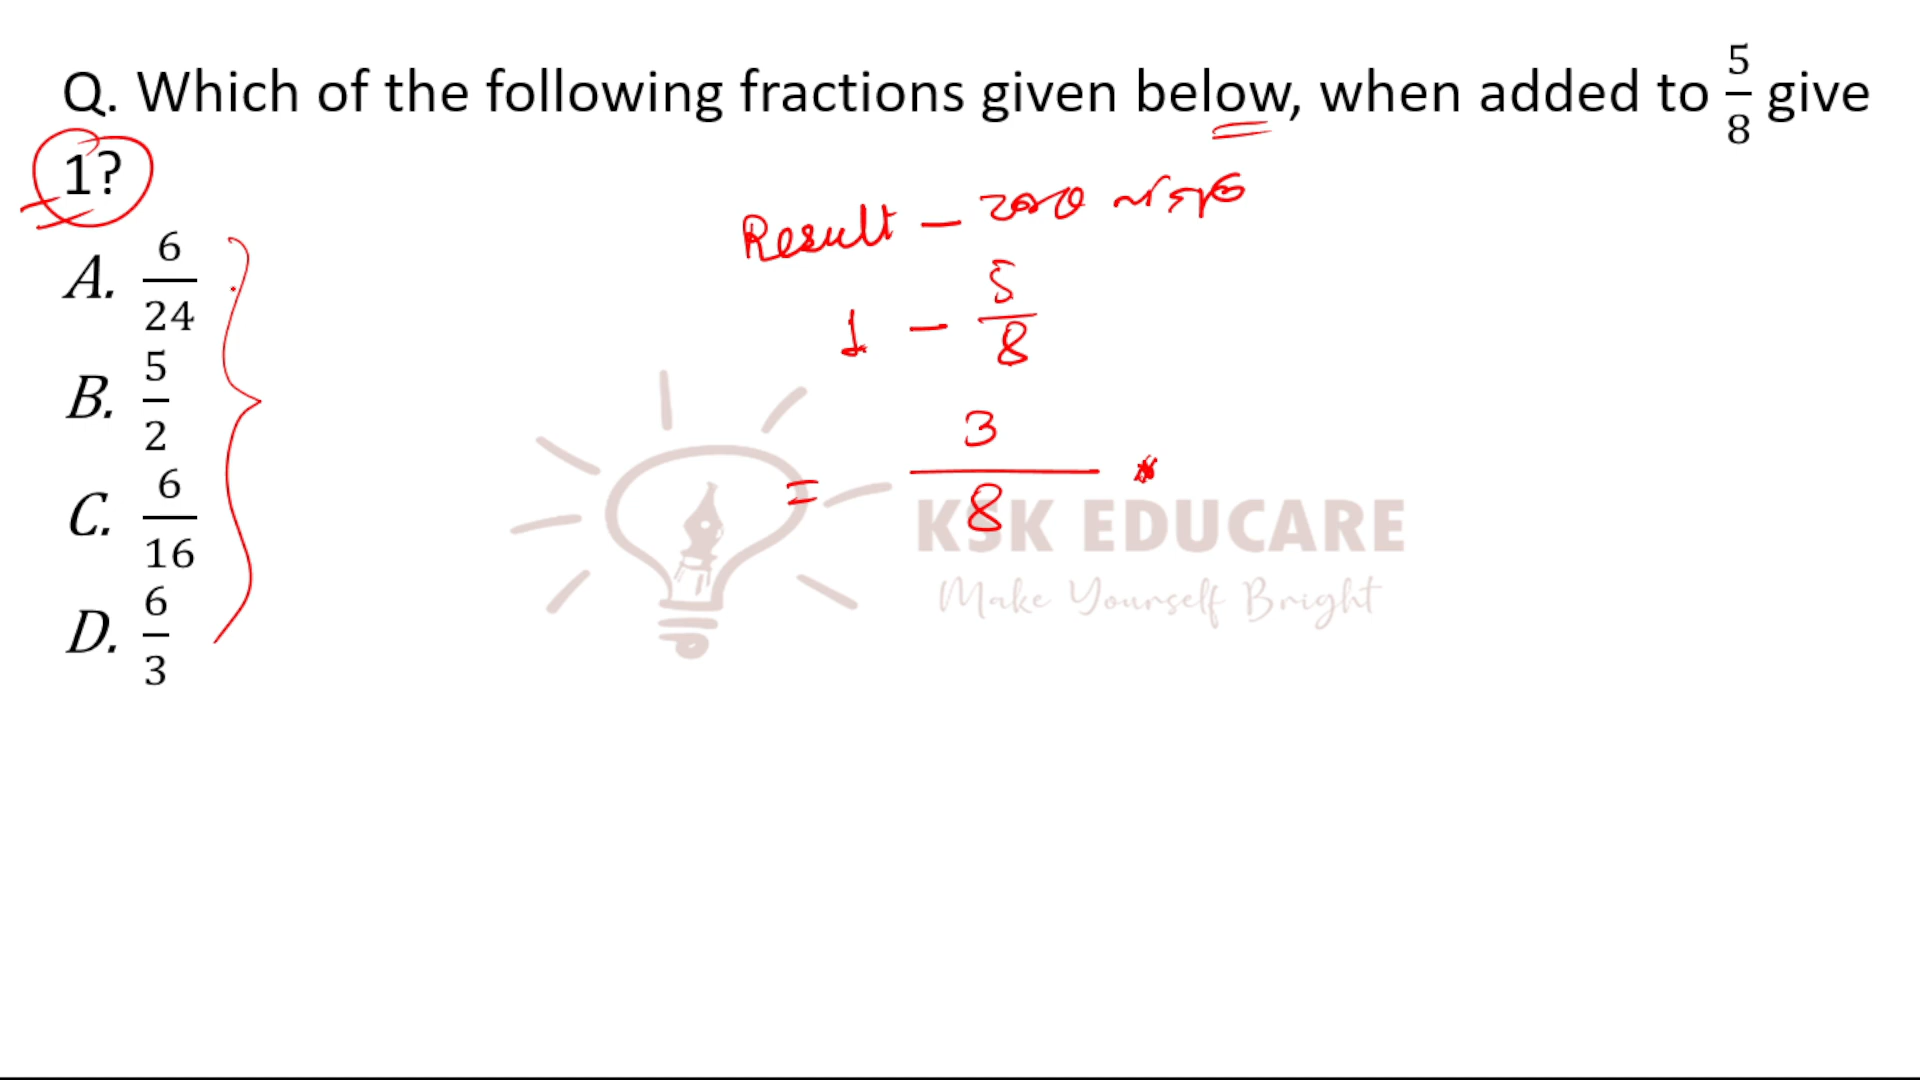 Q. Which of the following fractions given below, when added to 5/8 give
1?
A. 6/24
B. 5/2
C. 6/16
D. 6/3
Result –
1 – 5/8
= 3/8
KSK EDUCARE
Make Yourself Bright